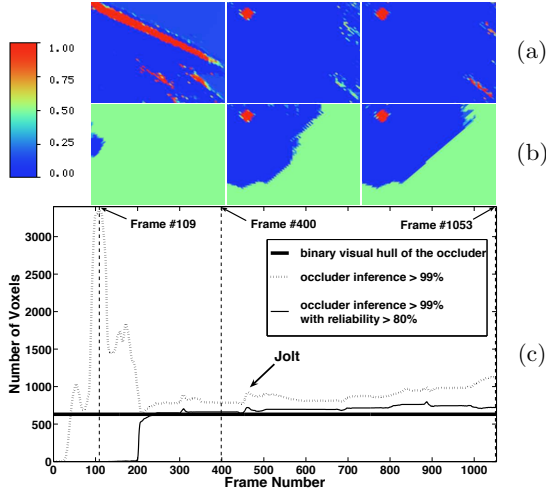 1.00
0.75
0.50
0.25
0.00
(a)
(b)
Frame #109
Frame #400
Frame #1053
binary visual hull of the occluder
occluder inference > 99%
occluder inference > 99%
with reliability > 80%
Jolt
(c)
Number of Voxels
3000
2500
2000
1500
1000
500
0
0 100 200 300 400 500 600 700 800 900 1000
Frame Number